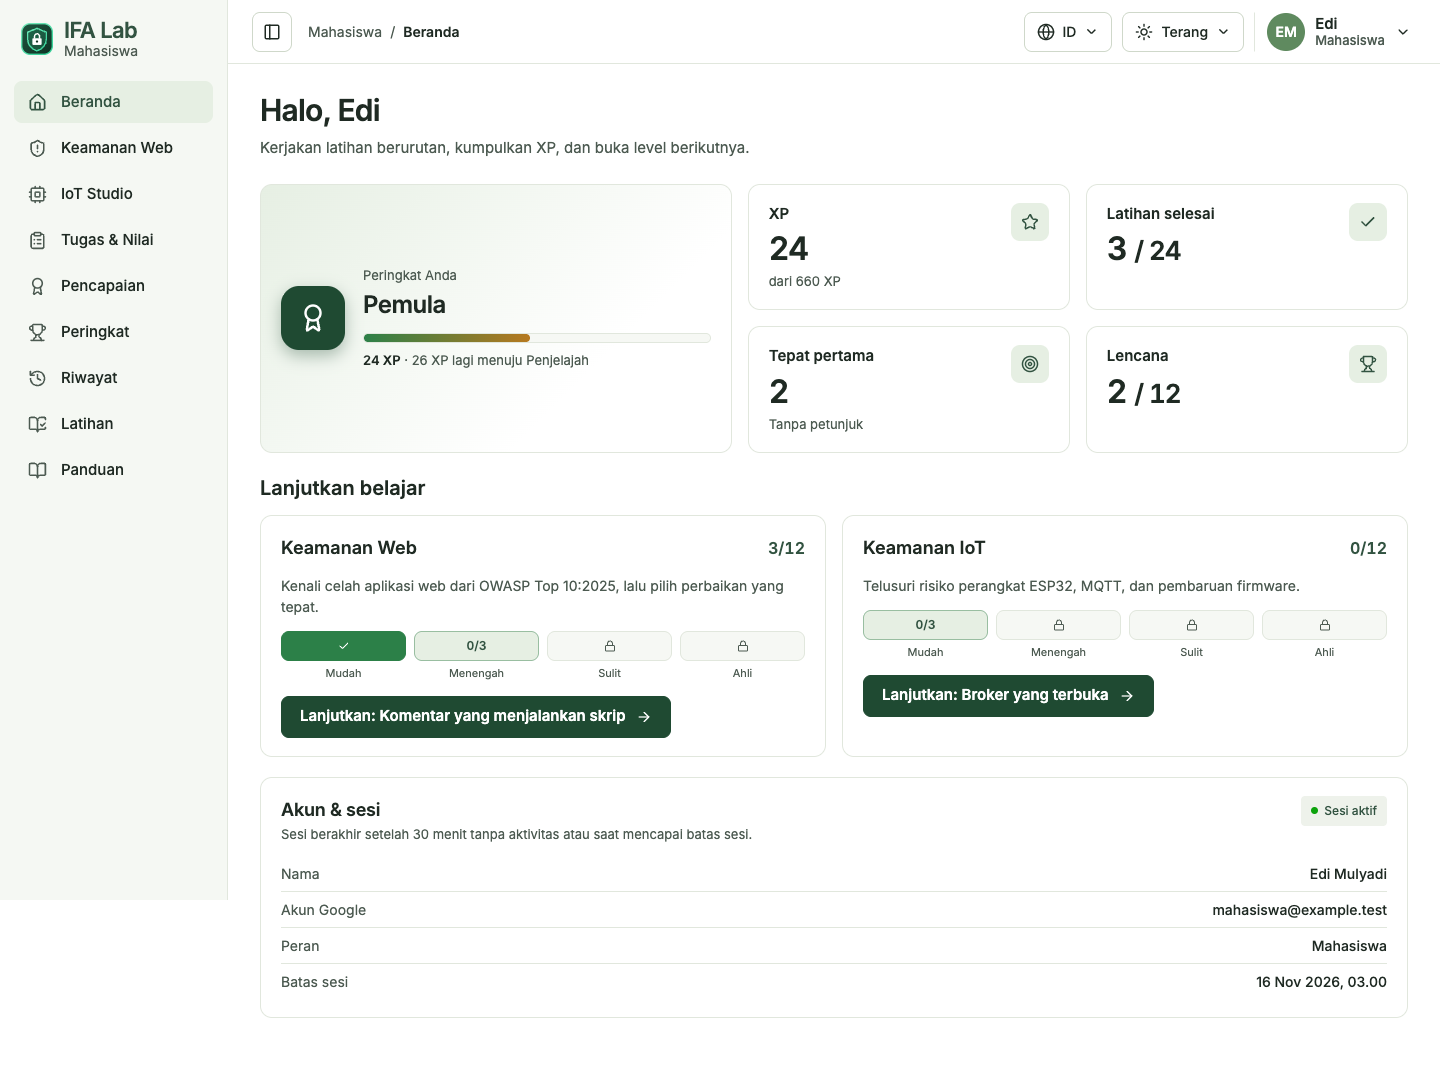 IFA Lab
Mahasiswa
Beranda
Keamanan Web
IoT Studio
Tugas & Nilai
Pencapaian
Peringkat
Riwayat
Latihan
Panduan
Mahasiswa / Beranda
ID
Terang
EM
Edi
Mahasiswa
Halo, Edi
Kerjakan latihan berurutan, kumpulkan XP, dan buka level berikutnya.
Peringkat Anda
Pemula
24 XP · 26 XP lagi menuju Penjelajah
XP
24
dari 660 XP
Latihan selesai
3 / 24
Tepat pertama
2
Tanpa petunjuk
Lencana
2 / 12
Lanjutkan belajar
Keamanan Web
3/12
Kenali celah aplikasi web dari OWASP Top 10:2025, lalu pilih perbaikan yang
tepat.
0/3
Mudah
Menengah
Sulit
Ahli
Lanjutkan: Komentar yang menjalankan skrip
Keamanan IoT
0/12
Telusuri risiko perangkat ESP32, MQTT, dan pembaruan firmware.
0/3
Mudah
Menengah
Sulit
Ahli
Lanjutkan: Broker yang terbuka
Akun & sesi
Sesi aktif
Sesi berakhir setelah 30 menit tanpa aktivitas atau saat mencapai batas sesi.
Nama
Edi Mulyadi
Akun Google
mahasiswa@example.test
Peran
Mahasiswa
Batas sesi
16 Nov 2026, 03.00